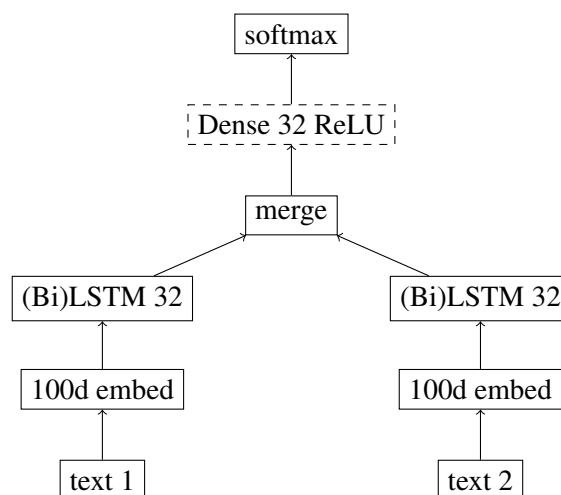 softmax
Dense 32 ReLU
merge
(Bi)LSTM 32
(Bi)LSTM 32
100d embed
100d embed
text 1
text 2